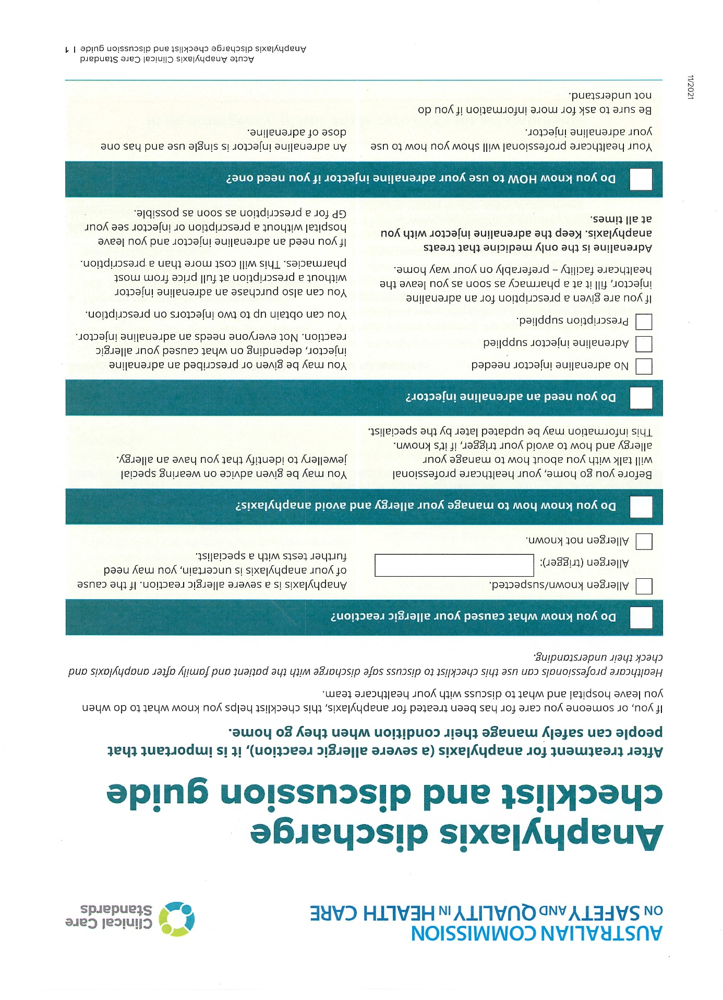 AUSTRALIAN COMMISSION
ON SAFETY AND QUALITY IN HEALTH CARE
Clinical Care
Standards
Anaphylaxis discharge
checklist and discussion guide
After treatment for anaphylaxis (a severe allergic reaction), it is important that
people can safely manage their condition when they go home.
If you, or someone you care for has been treated for anaphylaxis, this checklist helps you know what to do when
you leave hospital and what to discuss with your healthcare team.
Healthcare professionals can use this checklist to discuss safe discharge with the patient and family after anaphylaxis and
check their understanding.
Do you know what caused your allergic reaction?
Allergen known/suspected.
Allergen (trigger):
Allergen not known.
Anaphylaxis is a severe allergic reaction. If the cause
of your anaphylaxis is uncertain, you may need
further tests with a specialist.
Do you know how to manage your allergy and avoid anaphylaxis?
Before you go home, your healthcare professional
will talk with you about how to manage your
allergy and how to avoid your trigger, if it's known.
This information may be updated later by the specialist.
You may be given advice on wearing special
jewellery to identify that you have an allergy.
Do you need an adrenaline injector?
No adrenaline injector needed
Adrenaline injector supplied
Prescription supplied.
If you are given a prescription for an adrenaline
injector, fill it at a pharmacy as soon as you leave the
healthcare facility – preferably on your way home.
Adrenaline is the only medicine that treats
anaphylaxis. Keep the adrenaline injector with you
at all times.
You may be given or prescribed an adrenaline
injector, depending on what caused your allergic
reaction. Not everyone needs an adrenaline injector.
You can obtain up to two injectors on prescription.
You can also purchase an adrenaline injector
without a prescription at full price from most
pharmacies. This will cost more than a prescription.
If you need an adrenaline injector and you leave
hospital without a prescription or injector see your
GP for a prescription as soon as possible.
Do you know HOW to use your adrenaline injector if you need one?
Your healthcare professional will show you how to use
your adrenaline injector.
Be sure to ask for more information if you do
not understand.
An adrenaline injector is single use and has one
dose of adrenaline.
11/2021
Acute Anaphylaxis Clinical Care Standard
Anaphylaxis discharge checklist and discussion guide | 1